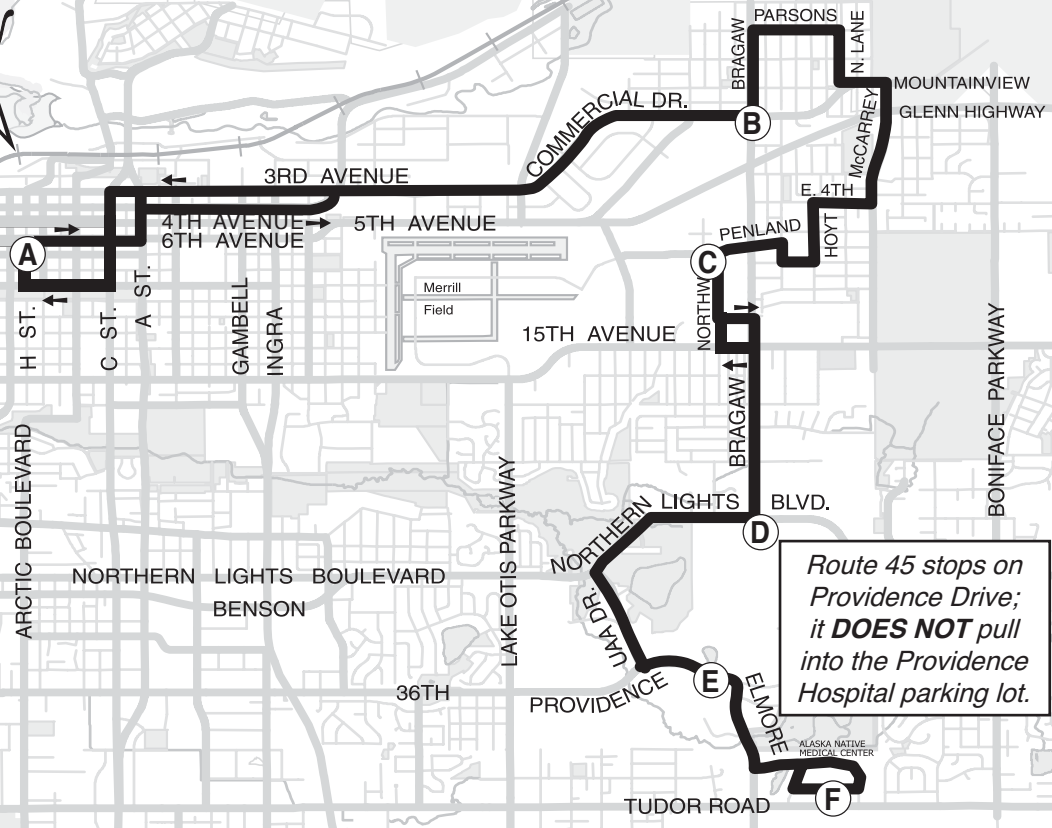 PARSONS
BRAGAW
N. LANE
MOUNTAINVIEW
GLENN HIGHWAY
COMMERCIAL DR.
B
McCARREY
3RD AVENUE
E. 4TH
4TH AVENUE
5TH AVENUE
6TH AVENUE
A
PENLAND
HOYT
C
Merrill
Field
NORTHW
15TH AVENUE
H ST.
C ST.
A ST.
GAMBELL
INGRA
BRAGAW
BONIFACE PARKWAY
ARCTIC BOULEVARD
LAKE OTIS PARKWAY
NORTHERN LIGHTS BLVD.
D
NORTHERN LIGHTS BOULEVARD
BENSON
UAA DR.
Route 45 stops on
Providence Drive;
it DOES NOT pull
into the Providence
Hospital parking lot.
36TH
PROVIDENCE
E
ELMORE
ALASKA NATIVE
MEDICAL CENTER
F
TUDOR ROAD